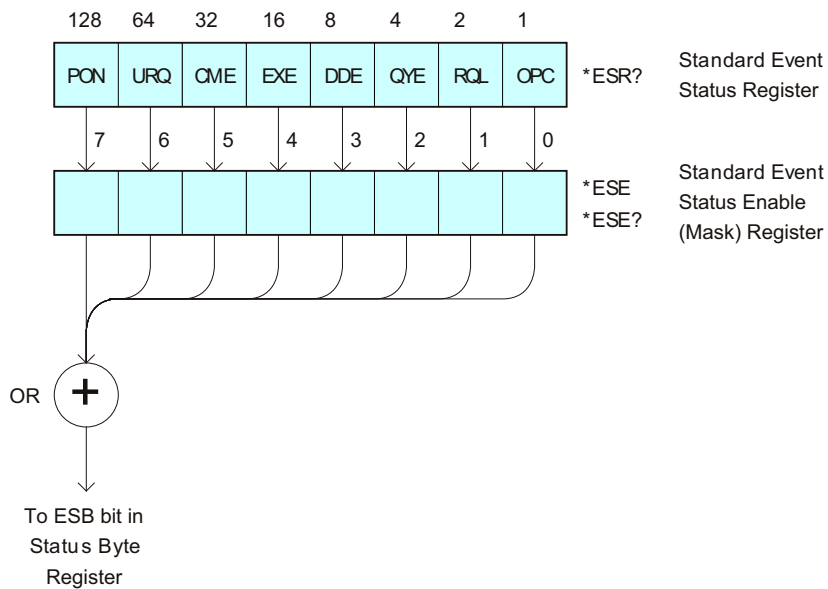 128 64 32 16 8 4 2 1
PON URQ CME EXE DDE QYE RQL OPC
*ESR?
Standard Event
Status Register
7 6 5 4 3 2 1 0
*ESE
*ESE?
Standard Event
Status Enable
(Mask) Register
OR
+
To ESB bit in
Status Byte
Register